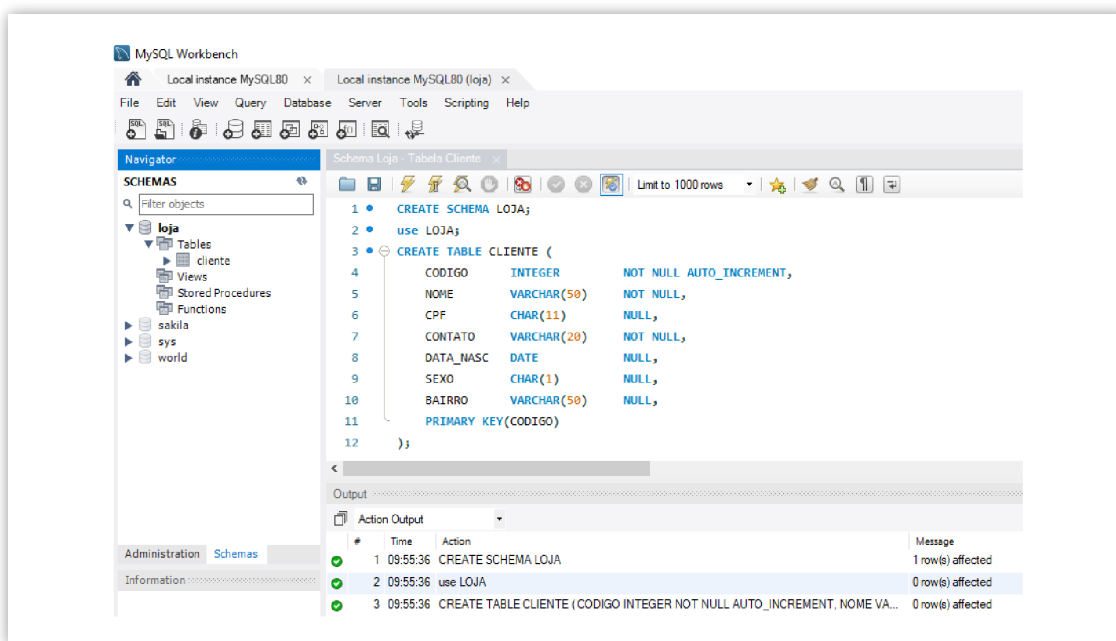 MySQL Workbench
Local instance MySQL80 × Local instance MySQL80 (loja) ×
File Edit View Query Database Server Tools Scripting Help
Navigator
SCHEMAS
Filter objects
loja
Tables
cliente
Views
Stored Procedures
Functions
sakila
sys
world
Administration Schemas
Information
Schema Loja - Tabela Cliente ×
Limit to 1000 rows
1 CREATE SCHEMA LOJA;
2 use LOJA;
3 CREATE TABLE CLIENTE (
4 CODIGO INTEGER NOT NULL AUTO_INCREMENT,
5 NOME VARCHAR(50) NOT NULL,
6 CPF CHAR(11) NULL,
7 CONTATO VARCHAR(20) NOT NULL,
8 DATA_NASC DATE NULL,
9 SEXO CHAR(1) NULL,
10 BAIRRO VARCHAR(50) NULL,
11 PRIMARY KEY(CODIGO)
12 );
Output
Action Output
# Time Action Message
1 09:55:36 CREATE SCHEMA LOJA 1 row(s) affected
2 09:55:36 use LOJA 0 row(s) affected
3 09:55:36 CREATE TABLE CLIENTE ( CODIGO INTEGER NOT NULL AUTO_INCREMENT, NOME VA... 0 row(s) affected